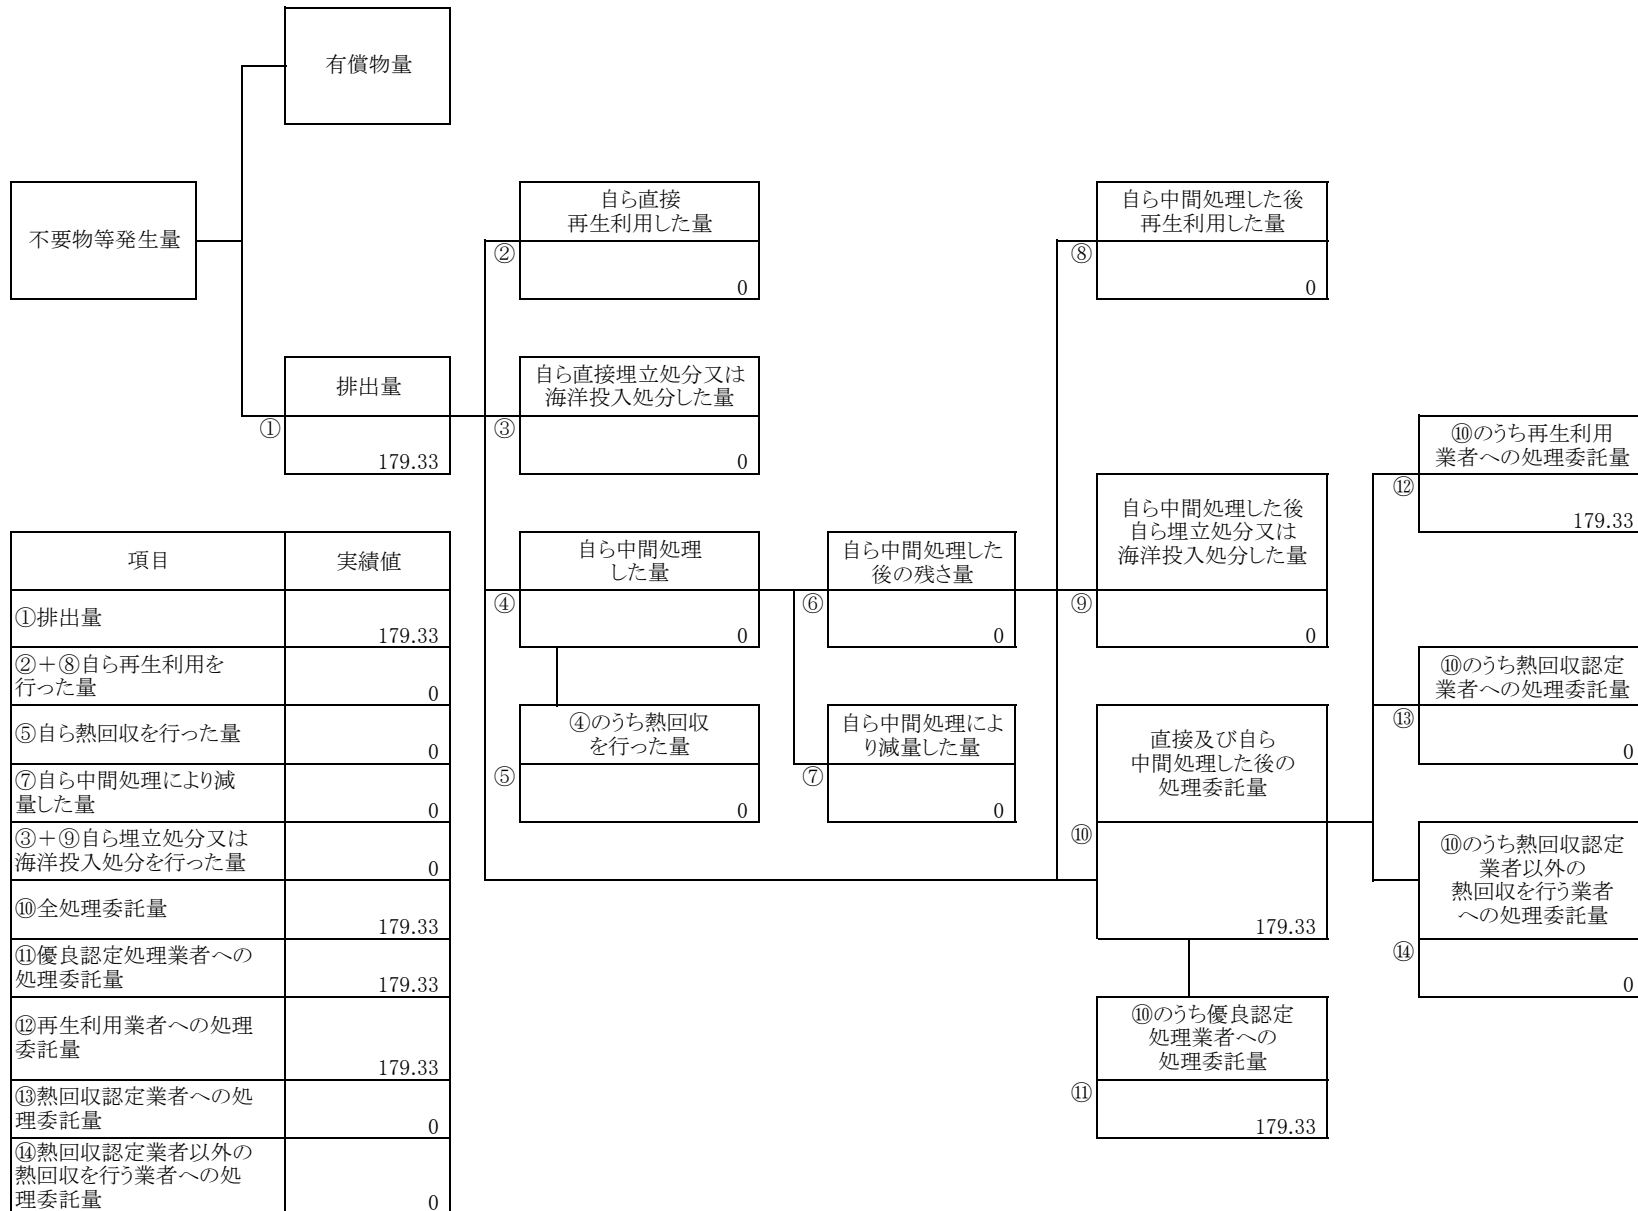 有償物量
不要物等発生量
自ら直接
再生利用した量
②
0
自ら中間処理した後
再生利用した量
⑧
0
排出量
①
179.33
自ら直接埋立処分又は
海洋投入処分した量
③
0
⑩のうち再生利用
業者への処理委託量
⑫
179.33
自ら中間処理
した量
④
0
自ら中間処理した
後の残さ量
⑥
0
自ら中間処理した後
自ら埋立処分又は
海洋投入処分した量
⑨
0
⑩のうち熱回収認定
業者への処理委託量
⑬
0
④のうち熱回収
を行った量
⑤
0
自ら中間処理によ
り減量した量
⑦
0
直接及び自ら
中間処理した後の
処理委託量
⑩
179.33
⑩のうち熱回収認定
業者以外の
熱回収を行う業者
への処理委託量
⑭
0
⑩のうち優良認定
処理業者への
処理委託量
⑪
179.33
項目 実績値
①排出量
179.33
②＋⑧自ら再生利用を
行った量
0
⑤自ら熱回収を行った量
0
⑦自ら中間処理により減
量した量
0
③＋⑨自ら埋立処分又は
海洋投入処分を行った量
0
⑩全処理委託量
179.33
⑪優良認定処理業者への
処理委託量
179.33
⑫再生利用業者への処理
委託量
179.33
⑬熱回収認定業者への処
理委託量
0
⑭熱回収認定業者以外の
熱回収を行う業者への処
理委託量
0